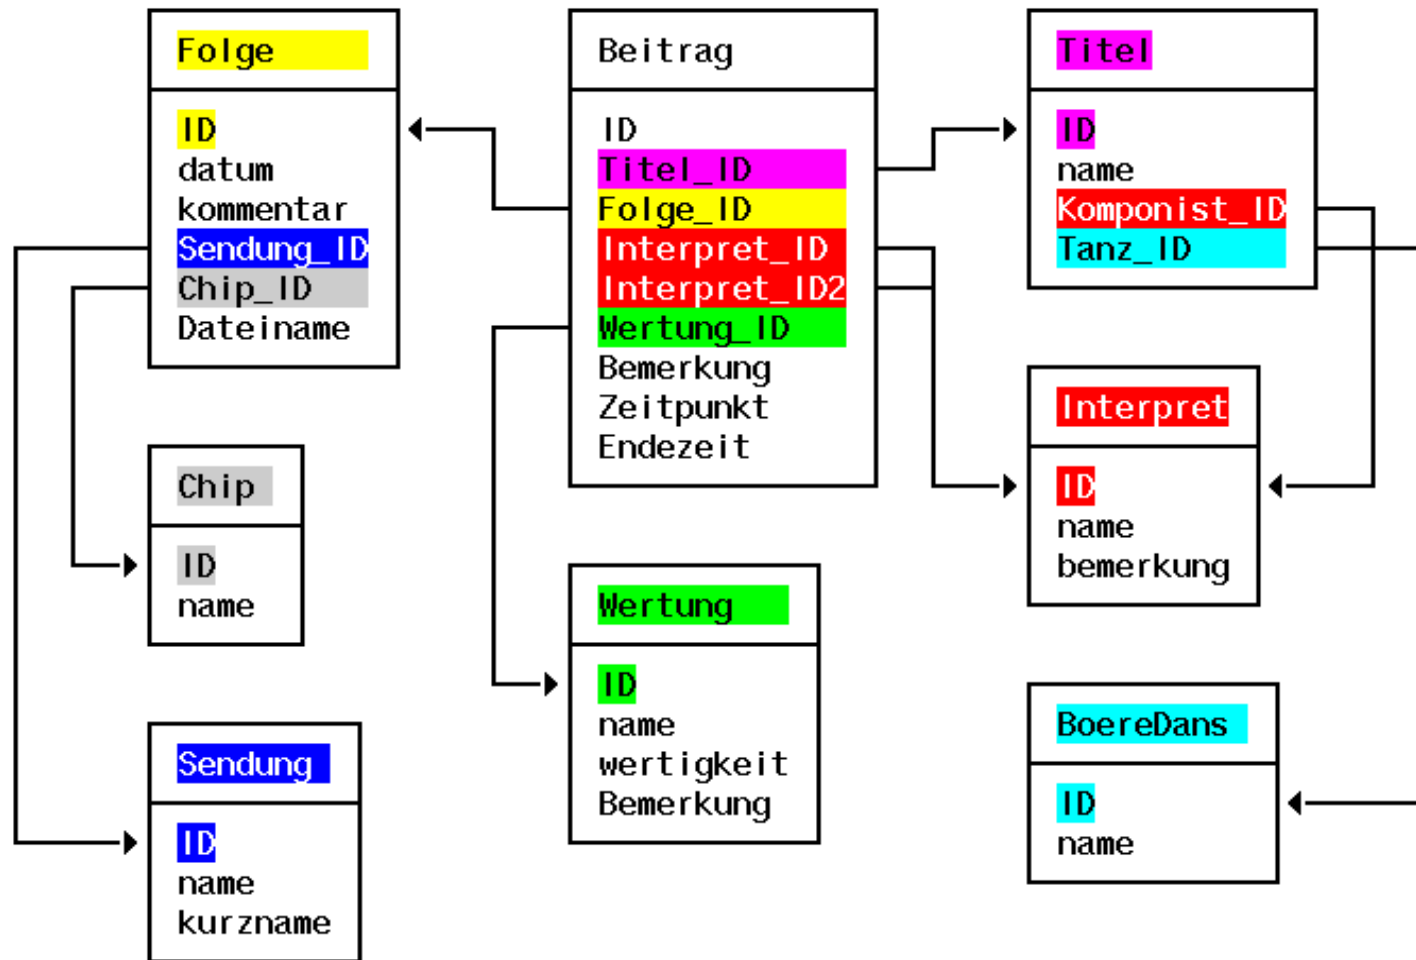 Folge
ID
datum
kommentar
Sendung_ID
Chip_ID
Dateiname
Beitrag
ID
Titel_ID
Folge_ID
Interpret_ID
Interpret_ID2
Wertung_ID
Bemerkung
Zeitpunkt
Endezeit
Titel
ID
name
Komponist_ID
Tanz_ID
Interpret
ID
name
bemerkung
Chip
ID
name
Wertung
ID
name
wertigkeit
Bemerkung
BoereDans
ID
name
Sendung
ID
name
kurzname